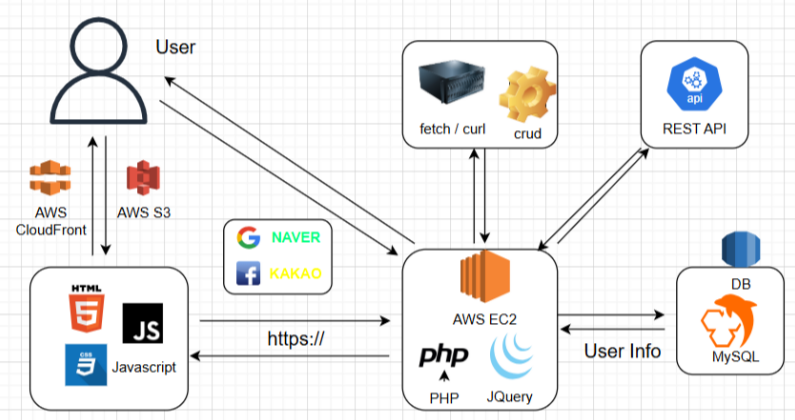 User
fetch / curl
crud
api
REST API
AWS
CloudFront
AWS S3
NAVER
KAKAO
HTML
5
JS
CSS
3
Javascript
https://
AWS EC2
php
PHP
JQuery
User Info
DB
MySQL